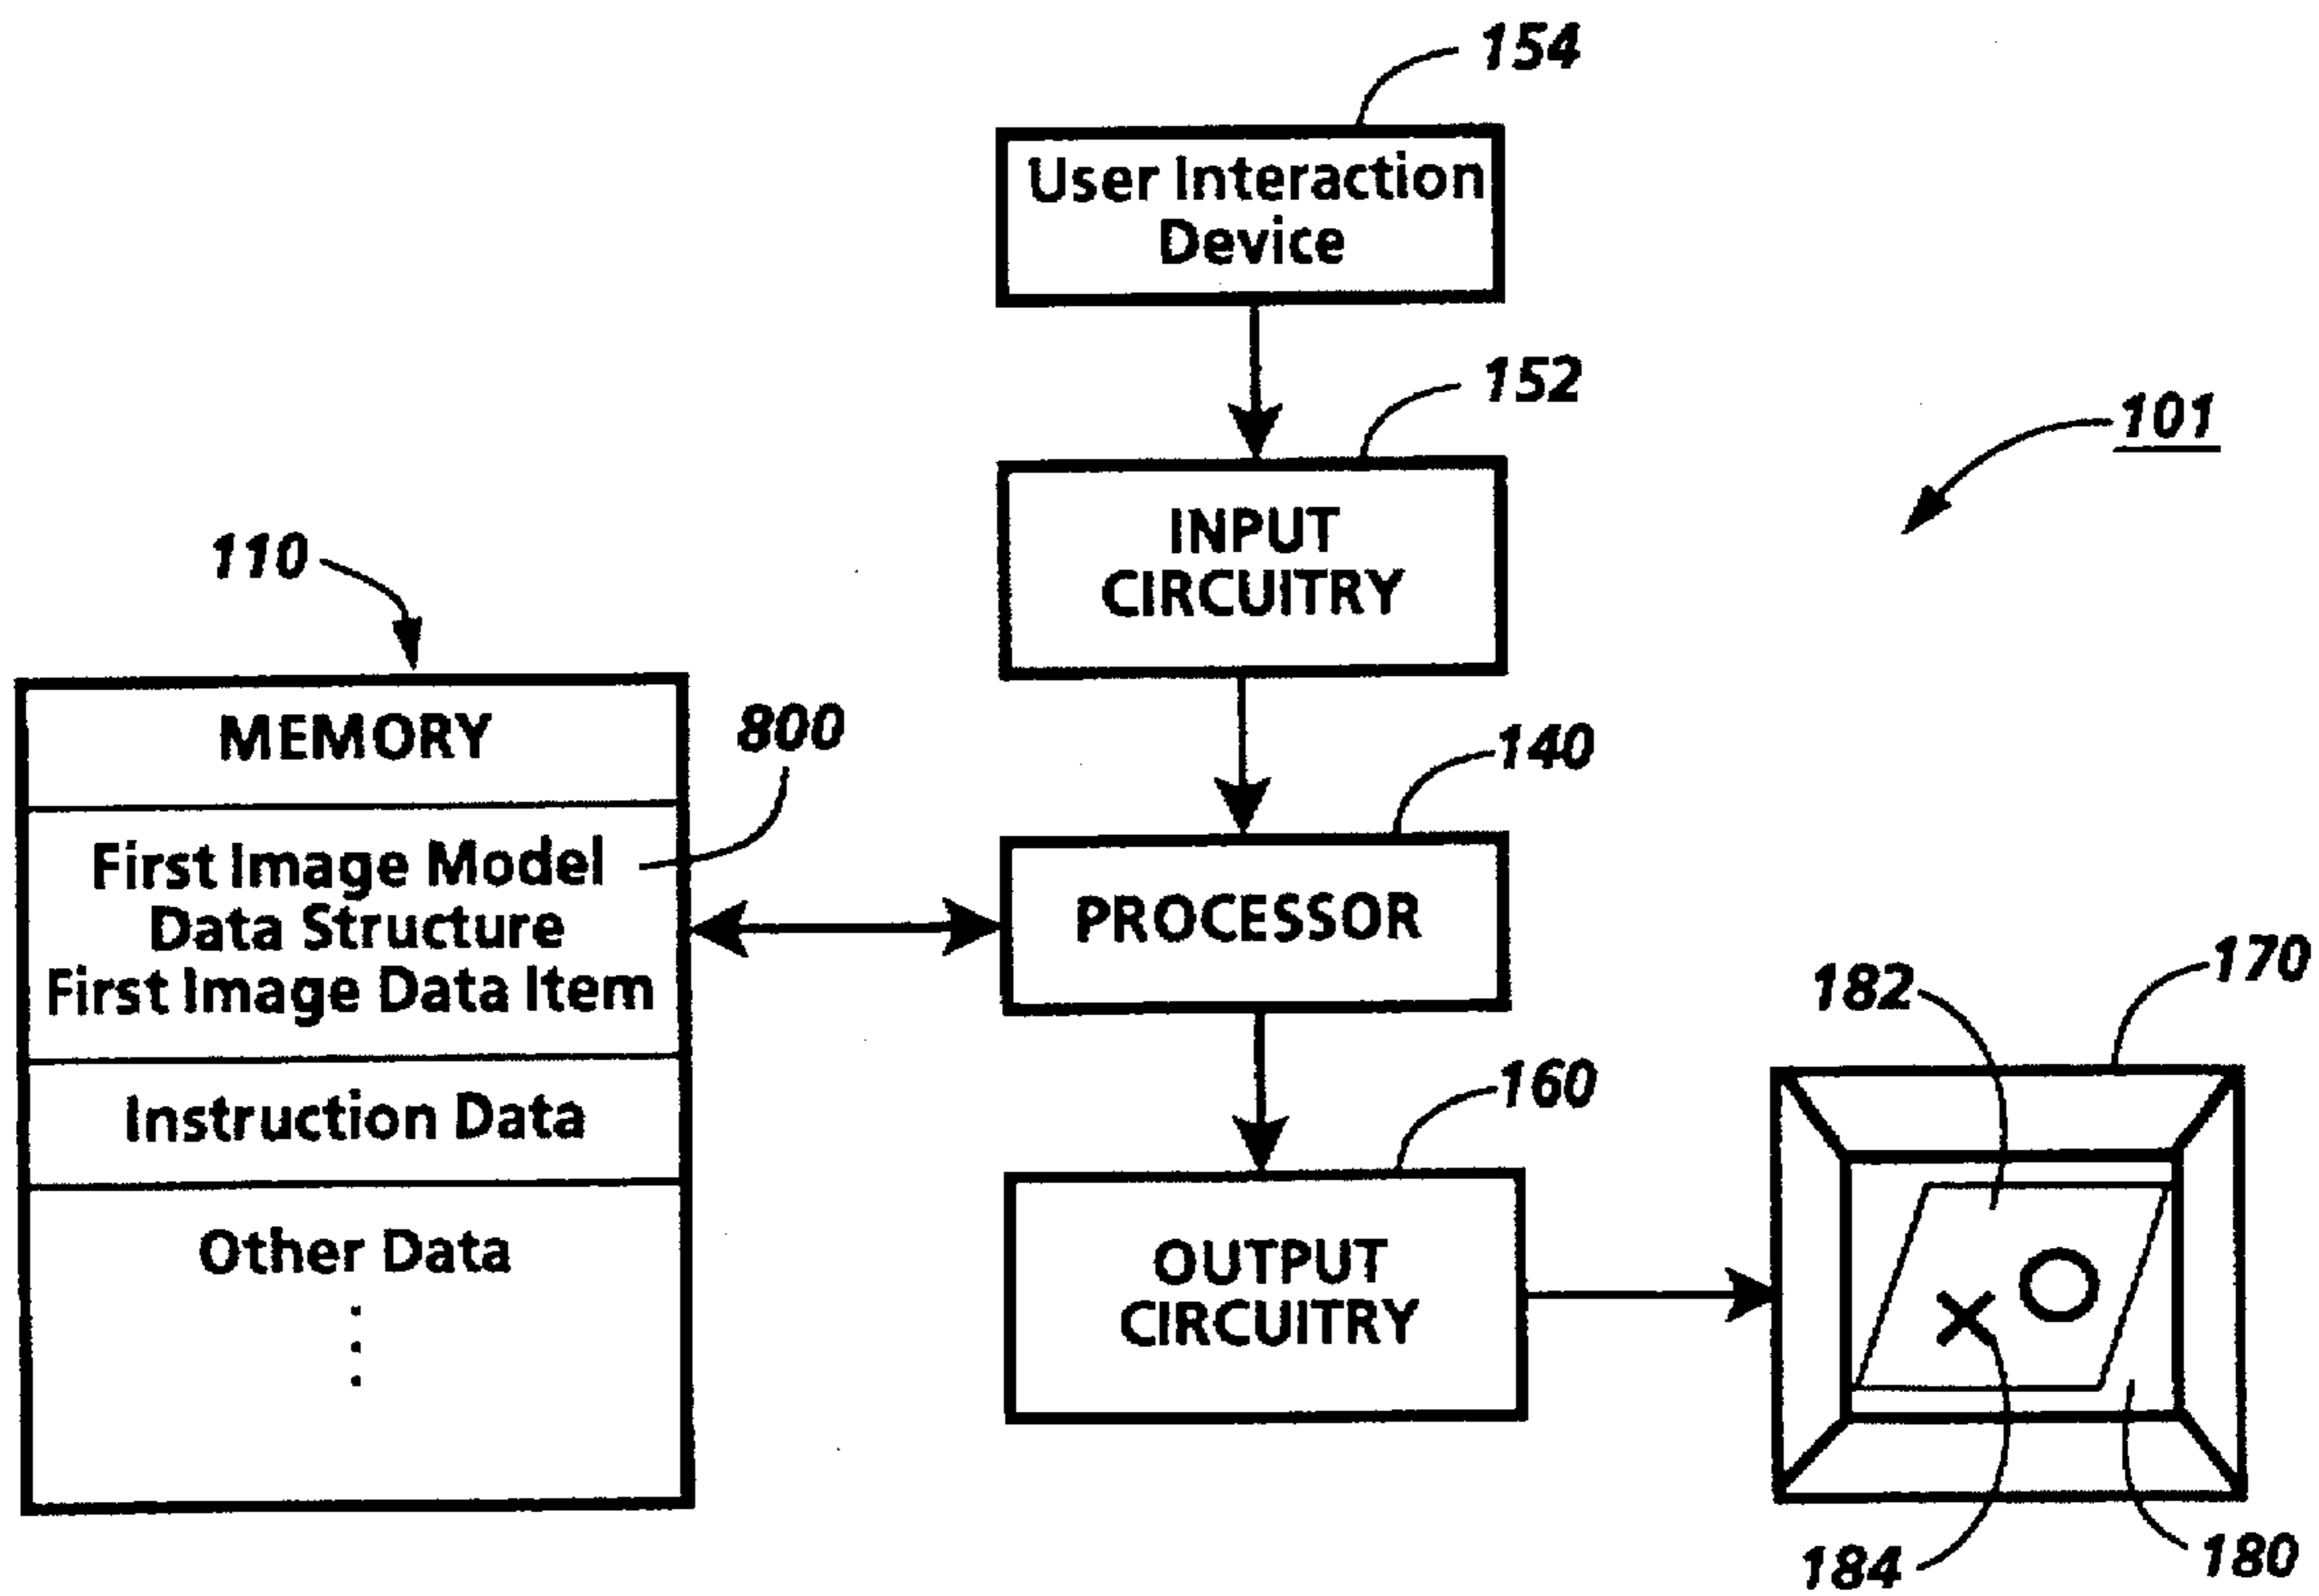 154
User Interaction
Device
152
101
INPUT
CIRCUITRY
110
MEMORY
800
140
First Image Model
Data Structure
First Image Data Item
PROCESSOR
182
170
Instruction Data
160
Other Data
OUTPUT
CIRCUITRY
X O
184
180